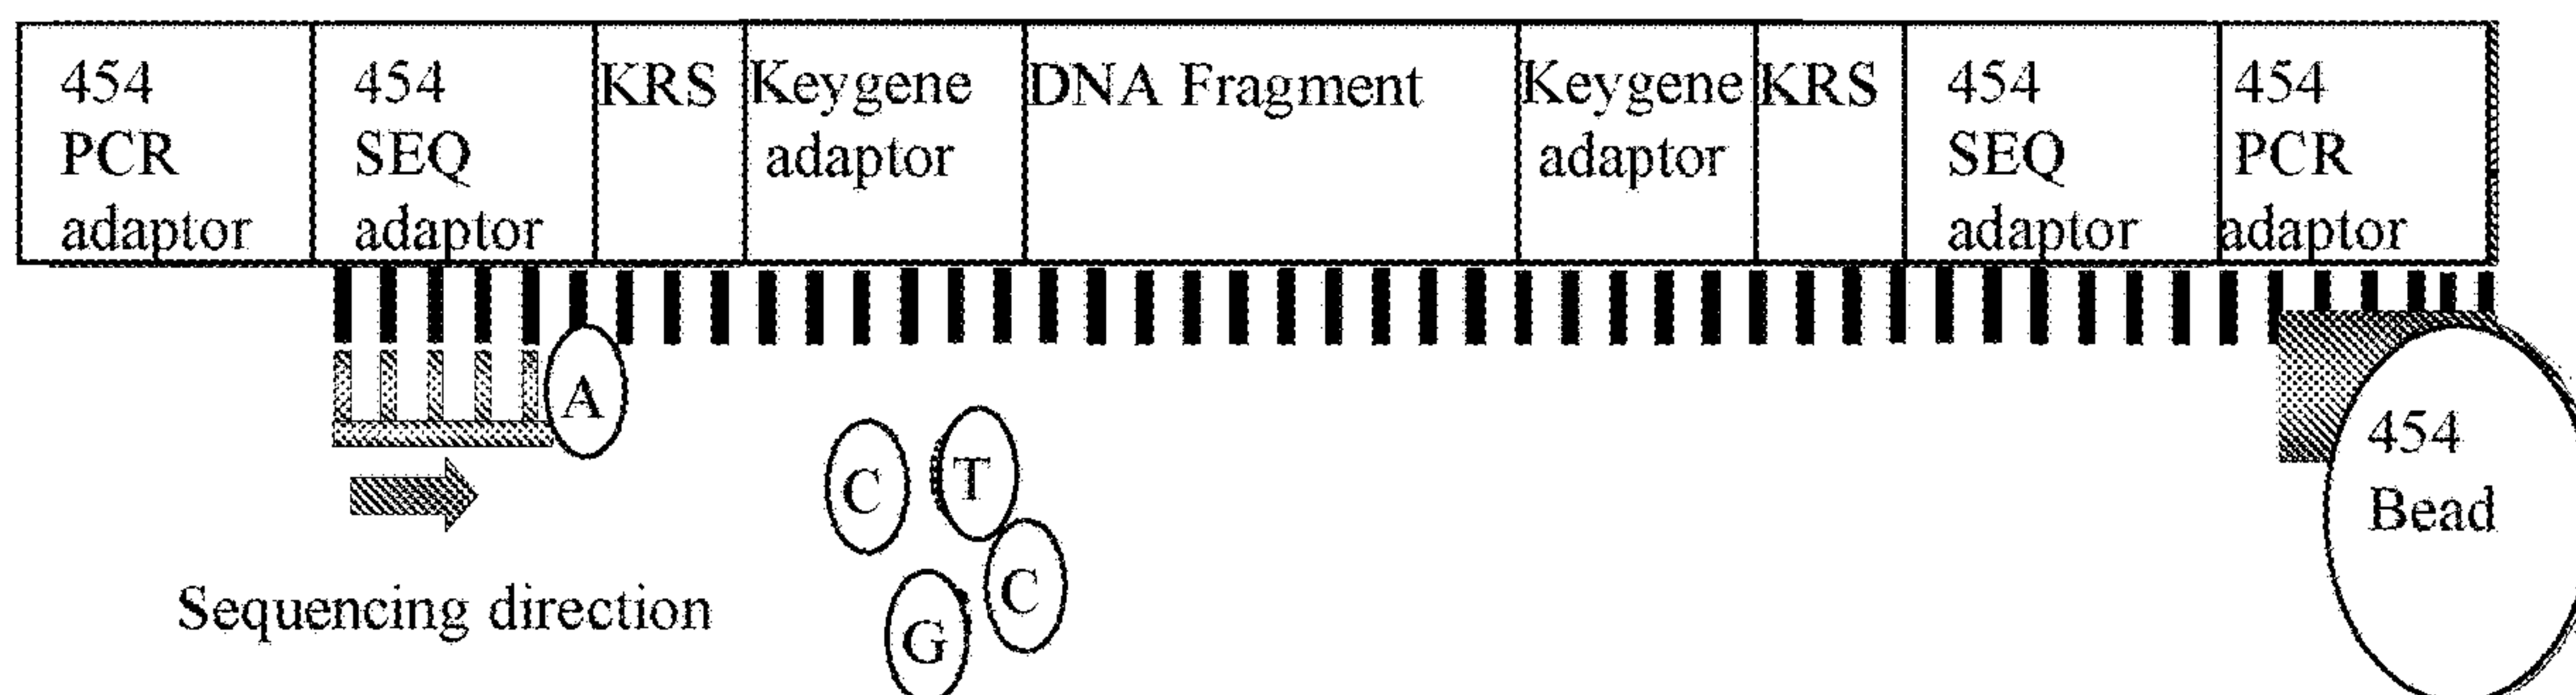 454
PCR
adaptor
454
SEQ
adaptor
KRS
Keygene
adaptor
DNA Fragment
Keygene
adaptor
KRS
454
SEQ
adaptor
454
PCR
adaptor
A
C
T
C
G
454
Bead
Sequencing direction